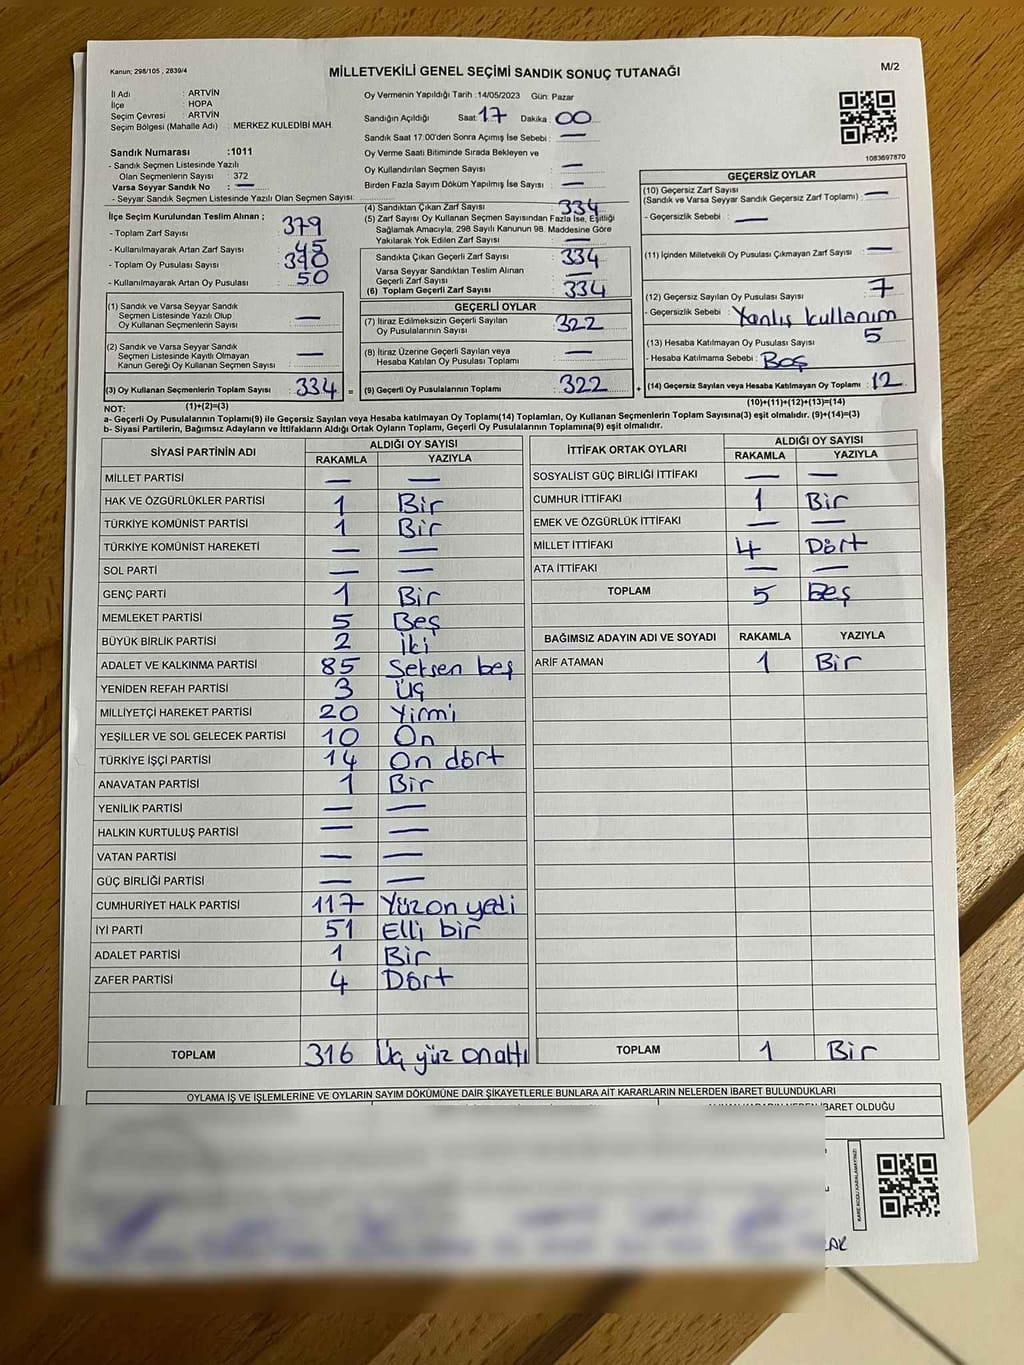 Kanun; 298/105 , 2839/4
MİLLETVEKİLİ GENEL SEÇİMİ SANDIK SONUÇ TUTANAĞI
M/2
İl Adı : ARTVİN
İlçe : HOPA
Seçim Çevresi : ARTVİN
Seçim Bölgesi (Mahalle Adı) : MERKEZ KULEDİBİ MAH.
Sandık Numarası :1011
- Sandık Seçmen Listesinde Yazılı
Olan Seçmenlerin Sayısı : 372
Varsa Seyyar Sandık No : —
- Seyyar Sandık Seçmen Listesinde Yazılı Olan Seçmen Sayısı:
İlçe Seçim Kurulundan Teslim Alınan ;
- Toplam Zarf Sayısı : 379
- Kullanılmayarak Artan Zarf Sayısı : 45
- Toplam Oy Pusulası Sayısı :
- Kullanılmayarak Artan Oy Pusulası : 50
(1) Sandık ve Varsa Seyyar Sandık
Seçmen Listesinde Yazılı Olup
Oy Kullanan Seçmenlerin Sayısı —
(2) Sandık ve Varsa Seyyar Sandık
Seçmen Listesinde Kayıtlı Olmayan
Kanun Gereği Oy Kullanan Seçmen Sayısı —
(3) Oy Kullanan Seçmenlerin Toplam Sayısı 334 =
(1)+(2)=(3)
Oy Vermenin Yapıldığı Tarih :14/05/2023 Gün: Pazar
Sandığın Açıldığı Saat :17 Dakika :00
Sandık Saat 17:00'den Sonra Açımış İse Sebebi : —
Oy Verme Saati Bitiminde Sırada Bekleyen ve
Oy Kullandırılan Seçmen Sayısı : —
Birden Fazla Sayım Döküm Yapılmış İse Sayısı : —
(4) Sandıktan Çıkan Zarf Sayısı : 334
(5) Zarf Sayısı Oy Kullanan Seçmen Sayısından Fazla İse, Eşitliği
Sağlamak Amacıyla, 298 Sayılı Kanunun 98. Maddesine Göre
Yakılarak Yok Edilen Zarf Sayısı : —
Sandıkta Çıkan Geçerli Zarf Sayısı : 334
Varsa Seyyar Sandıktan Teslim Alınan
Geçerli Zarf Sayısı : —
(6) Toplam Geçerli Zarf Sayısı : 334
GEÇERLİ OYLAR
(7) İtiraz Edilmeksizin Geçerli Sayılan
Oy Pusulalarının Sayısı : 322
(8) İtiraz Üzerine Geçerli Sayılan veya
Hesaba Katılan Oy Pusulası Toplamı : —
(9) Geçerli Oy Pusulalarının Toplamı : 322 +
1083697870
GEÇERSİZ OYLAR
(10) Geçersiz Zarf Sayısı
(Sandık ve Varsa Seyyar Sandık Geçersiz Zarf Toplamı) : —
- Geçersizlik Sebebi : —
(11) İçinden Milletvekili Oy Pusulası Çıkmayan Zarf Sayısı : —
(12) Geçersiz Sayılan Oy Pusulası Sayısı : 7
- Geçersizlik Sebebi : Yanlış kullanım
(13) Hesaba Katılmayan Oy Pusulası Sayısı : 5
- Hesaba Katılmama Sebebi : Boş
(14) Geçersiz Sayılan veya Hesaba Katılmayan Oy Toplamı : 12
(10)+(11)+(12)+(13)=(14)
NOT:
a- Geçerli Oy Pusulalarının Toplamı(9) ile Geçersiz Sayılan veya Hesaba Katılmayan Oy Toplamı(14) Toplamları, Oy Kullanan Seçmenlerin Toplam Sayısına(3) eşit olmalıdır. (9)+(14)=(3)
b- Siyasi Partilerin, Bağımsız Adayların ve İttifakların Aldığı Ortak Oyların Toplamı, Geçerli Oy Pusulalarının Toplamına(9) eşit olmalıdır.
SİYASİ PARTİNİN ADI ALDIĞI OY SAYISI
RAKAMLA YAZIYLA
MİLLET PARTİSİ — —
HAK VE ÖZGÜRLÜKLER PARTİSİ 1 Bir
TÜRKİYE KOMÜNİST PARTİSİ 1 Bir
TÜRKİYE KOMÜNİST HAREKETİ — —
SOL PARTİ — —
GENÇ PARTİ 1 Bir
MEMLEKET PARTİSİ 5 Beş
BÜYÜK BİRLİK PARTİSİ 2 İki
ADALET VE KALKINMA PARTİSİ 85 Seksen beş
YENİDEN REFAH PARTİSİ 3 Üç
MİLLİYETÇİ HAREKET PARTİSİ 20 Yirmi
YEŞİLLER VE SOL GELECEK PARTİSİ 10 On
TÜRKİYE İŞÇİ PARTİSİ 14 On dört
ANAVATAN PARTİSİ 1 Bir
YENİLİK PARTİSİ — —
HALKIN KURTULUŞ PARTİSİ — —
VATAN PARTİSİ — —
GÜÇ BİRLİĞİ PARTİSİ — —
CUMHURİYET HALK PARTİSİ 117 Yüz on yedi
İYİ PARTİ 51 Elli bir
ADALET PARTİSİ 1 Bir
ZAFER PARTİSİ 4 Dört
TOPLAM 316 Üç yüz onaltı
İTTİFAK ORTAK OYLARI ALDIĞI OY SAYISI
RAKAMLA YAZIYLA
SOSYALİST GÜÇ BİRLİĞİ İTTİFAKI — —
CUMHUR İTTİFAKI 1 Bir
EMEK VE ÖZGÜRLÜK İTTİFAKI — —
MİLLET İTTİFAKI 4 Dört
ATA İTTİFAKI — —
TOPLAM 5 Beş
BAĞIMSIZ ADAYIN ADI VE SOYADI RAKAMLA YAZIYLA
ARİF ATAMAN 1 Bir
TOPLAM 1 Bir
OYLAMA İŞ VE İŞLEMLERİNE VE OYLARIN SAYIM DÖKÜMÜNE DAİR ŞİKAYETLERLE BUNLARA AİT KARARLARIN NELERDEN İBARET BULUNDUKLARI
İBARET OLDUĞU
KARE KODU KARALAMAYINIZ!